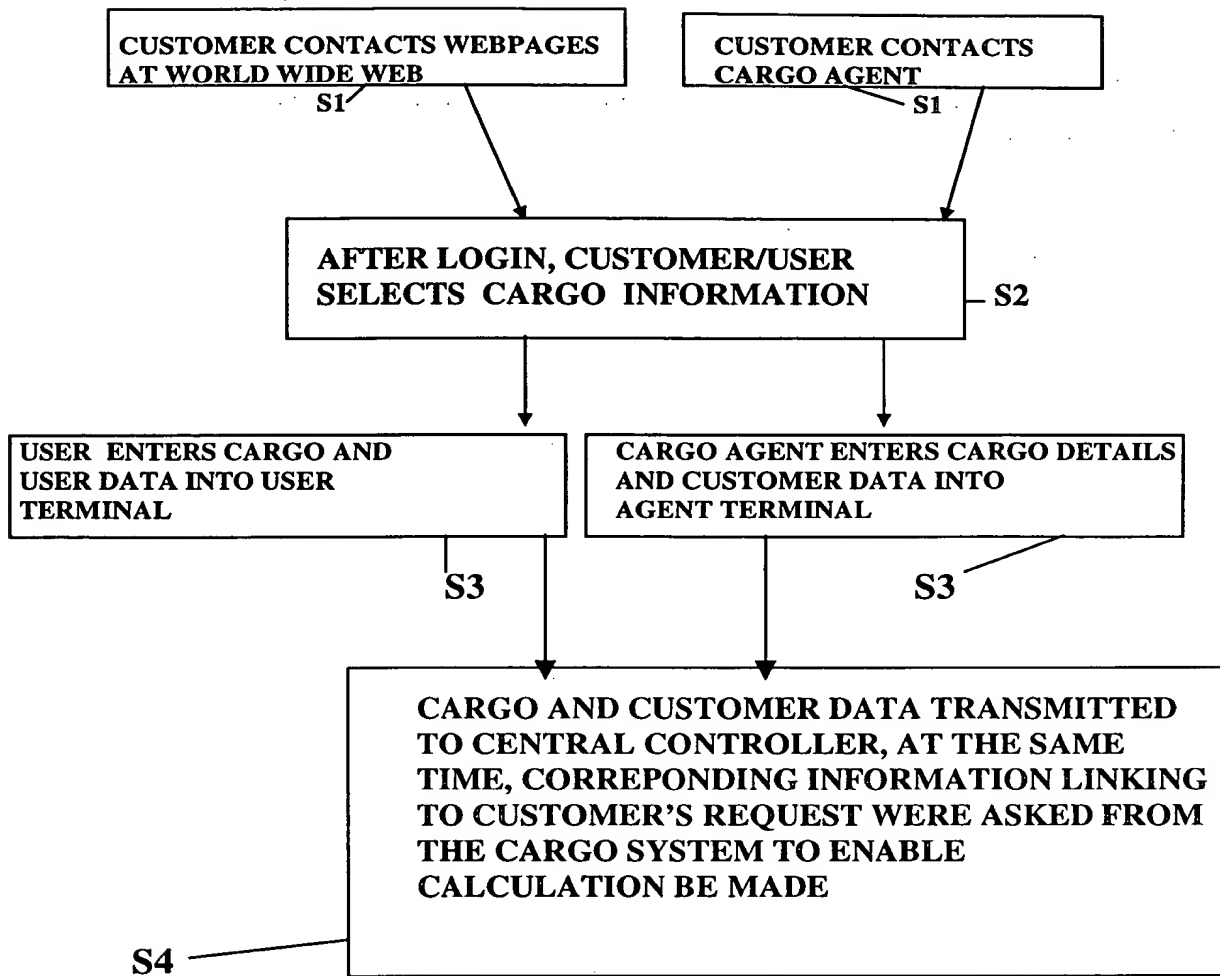 CUSTOMER CONTACTS WEBPAGES
AT WORLD WIDE WEB
S1
CUSTOMER CONTACTS
CARGO AGENT
S1
AFTER LOGIN, CUSTOMER/USER
SELECTS CARGO INFORMATION
S2
USER ENTERS CARGO AND
USER DATA INTO USER
TERMINAL
S3
CARGO AGENT ENTERS CARGO DETAILS
AND CUSTOMER DATA INTO
AGENT TERMINAL
S3
CARGO AND CUSTOMER DATA TRANSMITTED
TO CENTRAL CONTROLLER, AT THE SAME
TIME, CORREPONDING INFORMATION LINKING
TO CUSTOMER'S REQUEST WERE ASKED FROM
THE CARGO SYSTEM TO ENABLE
CALCULATION BE MADE
S4